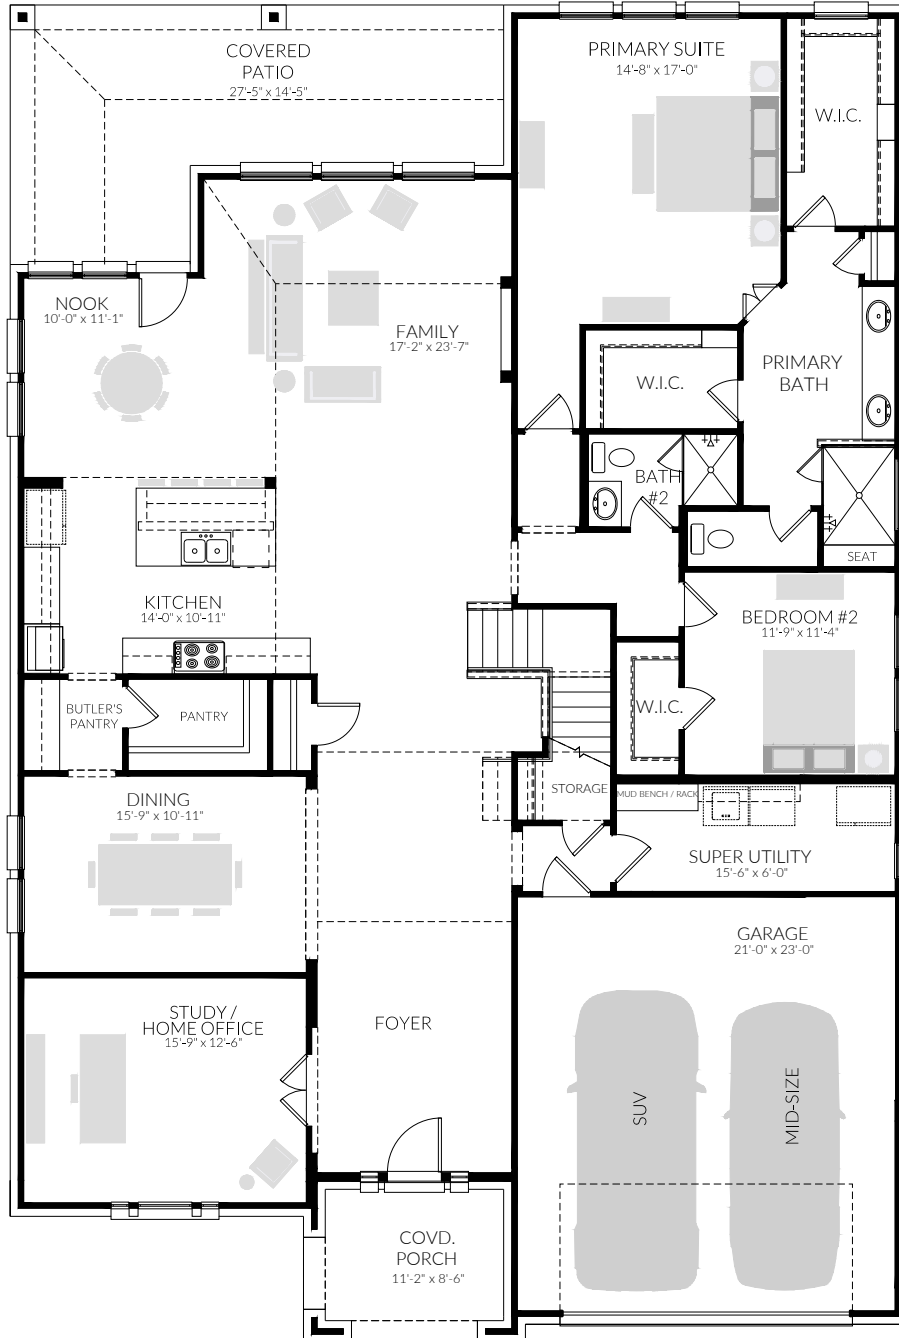 COVERED
PATIO
27'-5" x 14'-5"
PRIMARY SUITE
14'-8" x 17'-0"
W.I.C.
NOOK
10'-0" x 11'-1"
FAMILY
17'-2" x 23'-7"
W.I.C.
PRIMARY
BATH
BATH
#2
SEAT
KITCHEN
14'-0" x 10'-11"
BEDROOM #2
11'-9" x 11'-4"
BUTLER'S
PANTRY
PANTRY
W.I.C.
STORAGE
MUD BENCH / RACK
DINING
15'-9" x 10'-11"
SUPER UTILITY
15'-6" x 6'-0"
GARAGE
21'-0" x 23'-0"
STUDY /
HOME OFFICE
15'-9" x 12'-6"
FOYER
SUV
MID-SIZE
COVD.
PORCH
11'-2" x 8'-6"